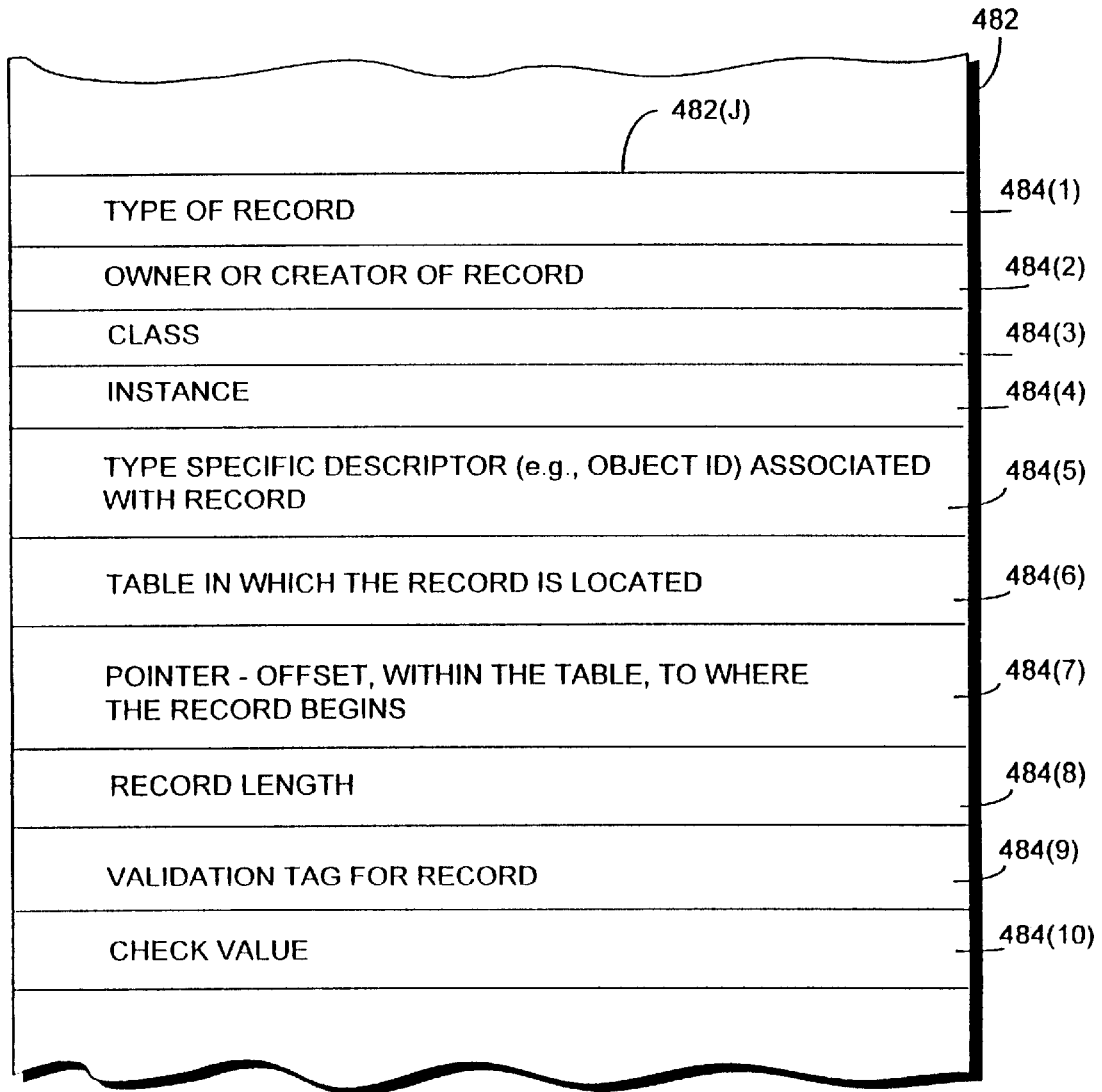 482
482(J)
TYPE OF RECORD
484(1)
OWNER OR CREATOR OF RECORD
484(2)
CLASS
484(3)
INSTANCE
484(4)
TYPE SPECIFIC DESCRIPTOR (e.g., OBJECT ID) ASSOCIATED
WITH RECORD
484(5)
TABLE IN WHICH THE RECORD IS LOCATED
484(6)
POINTER - OFFSET, WITHIN THE TABLE, TO WHERE
THE RECORD BEGINS
484(7)
RECORD LENGTH
484(8)
VALIDATION TAG FOR RECORD
484(9)
CHECK VALUE
484(10)